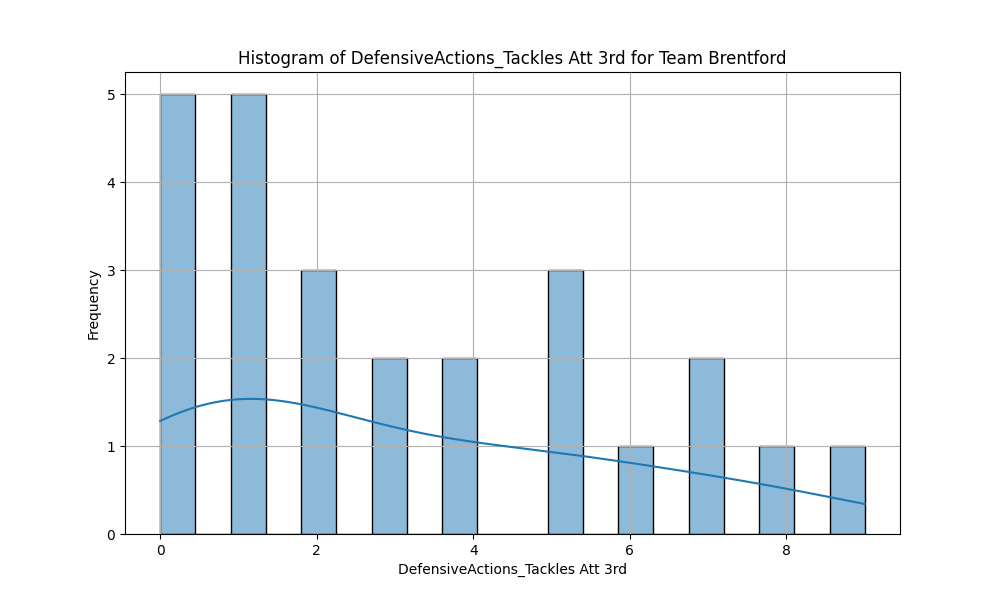 Histogram of DefensiveActions_Tackles Att 3rd for Team Brentford
5
4
3
2
1
0
Frequency
0 2 4 6 8
DefensiveActions_Tackles Att 3rd